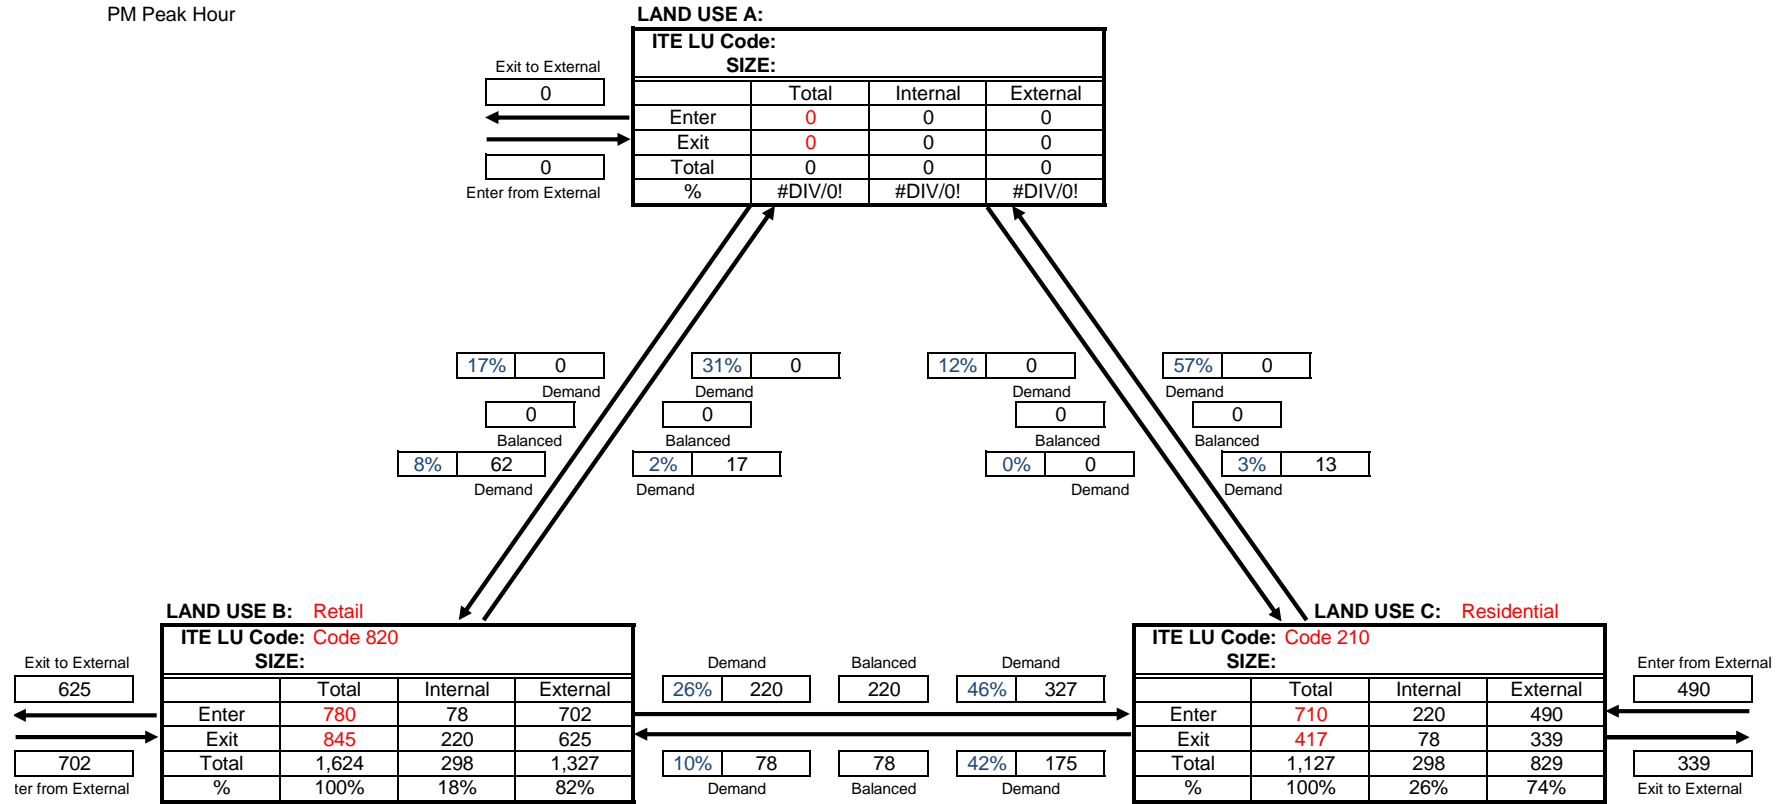 PM Peak Hour
LAND USE A:
ITE LU Code:
SIZE:
Exit to External
0
Total Internal External
Enter 0 0 0
Exit 0 0 0
Total 0 0 0
% #DIV/0! #DIV/0! #DIV/0!
0
Enter from External
17% 0
Demand
0
Balanced
8% 62
Demand
31% 0
Demand
0
Balanced
2% 17
Demand
12% 0
Demand
0
Balanced
0% 0
Demand
57% 0
Demand
0
Balanced
3% 13
Demand
LAND USE B: Retail
ITE LU Code: Code 820
SIZE:
Exit to External
625
Total Internal External
Enter 780 78 702
Exit 845 220 625
Total 1,624 298 1,327
% 100% 18% 82%
702
ter from External
Demand Balanced Demand
26% 220 220 46% 327
10% 78 78 42% 175
Demand Balanced Demand
LAND USE C: Residential
ITE LU Code: Code 210
SIZE:
Total Internal External
Enter 710 220 490
Exit 417 78 339
Total 1,127 298 829
% 100% 26% 74%
Enter from External
490
339
Exit to External